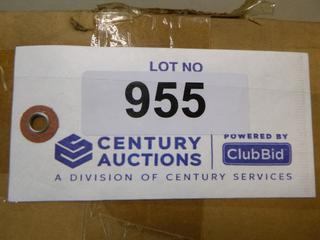 LOT NO
955
CENTURY AUCTIONS
POWERED BY
ClubBid
A DIVISION OF CENTURY SERVICES